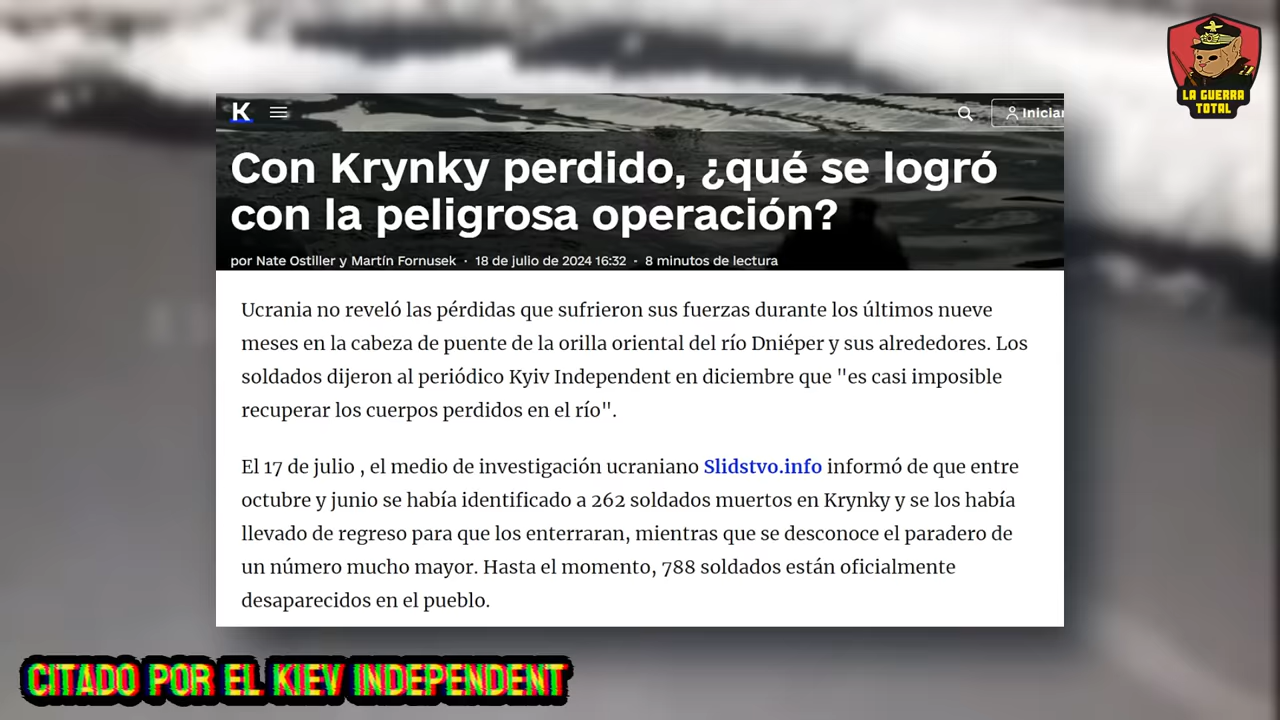 LA GUERRA
TOTAL
K
Iniciar
Con Krynky perdido, ¿qué se logró
con la peligrosa operación?
por Nate Ostiller y Martín Fornusek · 18 de julio de 2024 16:32 · 8 minutos de lectura
Ucrania no reveló las pérdidas que sufrieron sus fuerzas durante los últimos nueve
meses en la cabeza de puente de la orilla oriental del río Dniéper y sus alrededores. Los
soldados dijeron al periódico Kyiv Independent en diciembre que "es casi imposible
recuperar los cuerpos perdidos en el río".
El 17 de julio , el medio de investigación ucraniano Slidstvo.info informó de que entre
octubre y junio se había identificado a 262 soldados muertos en Krynky y se los había
llevado de regreso para que los enterraran, mientras que se desconoce el paradero de
un número mucho mayor. Hasta el momento, 788 soldados están oficialmente
desaparecidos en el pueblo.
CITADO POR EL KIEV INDEPENDENT